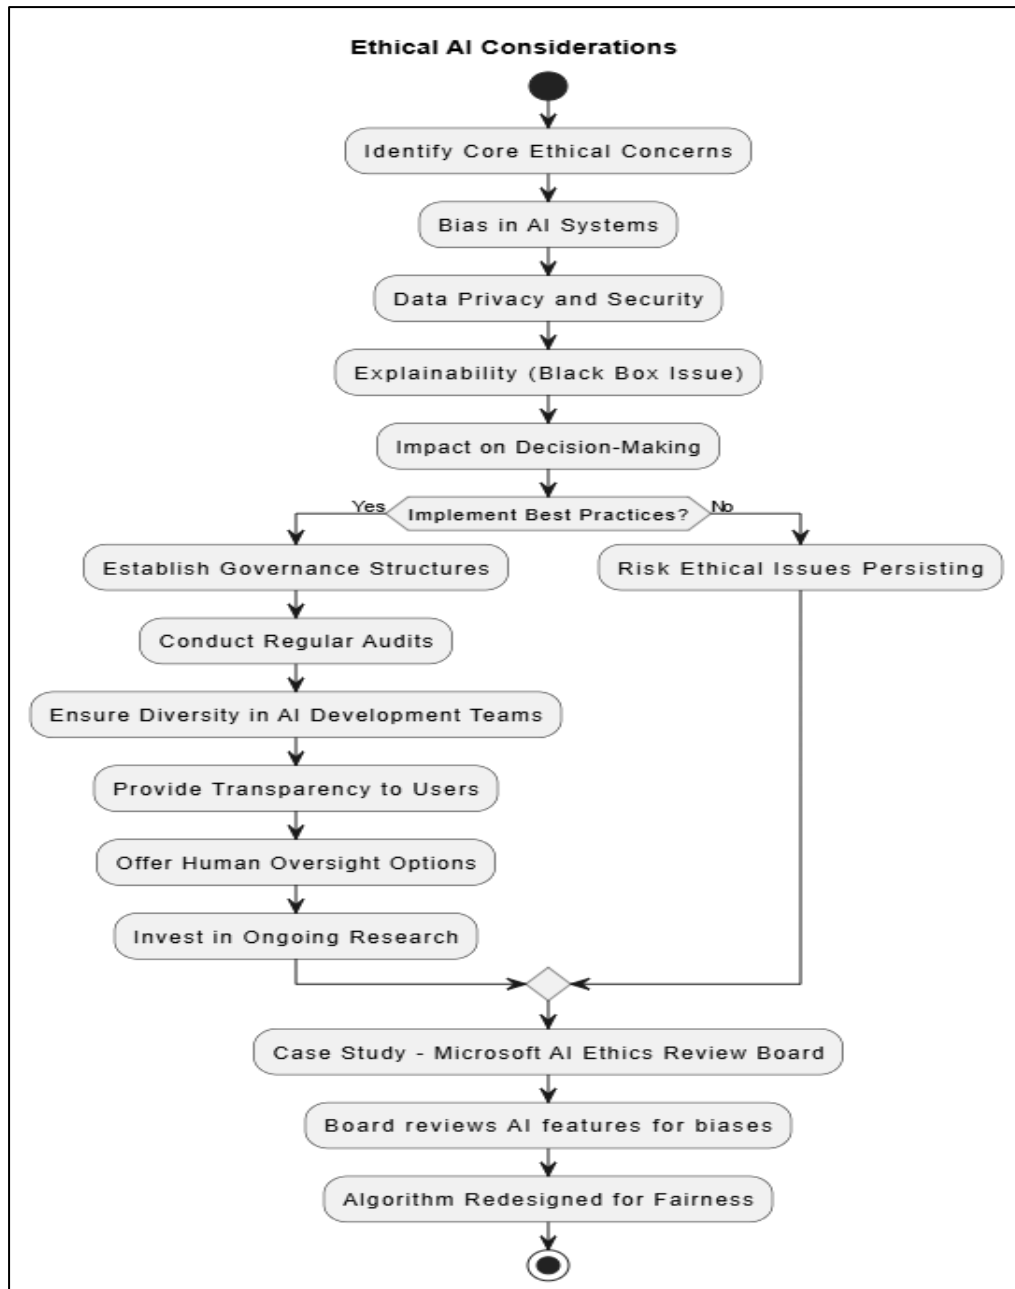 Ethical AI Considerations
Identify Core Ethical Concerns
Bias in AI Systems
Data Privacy and Security
Explainability (Black Box Issue)
Impact on Decision-Making
Yes
Implement Best Practices?
No
Establish Governance Structures
Risk Ethical Issues Persisting
Conduct Regular Audits
Ensure Diversity in AI Development Teams
Provide Transparency to Users
Offer Human Oversight Options
Invest in Ongoing Research
Case Study - Microsoft AI Ethics Review Board
Board reviews AI features for biases
Algorithm Redesigned for Fairness